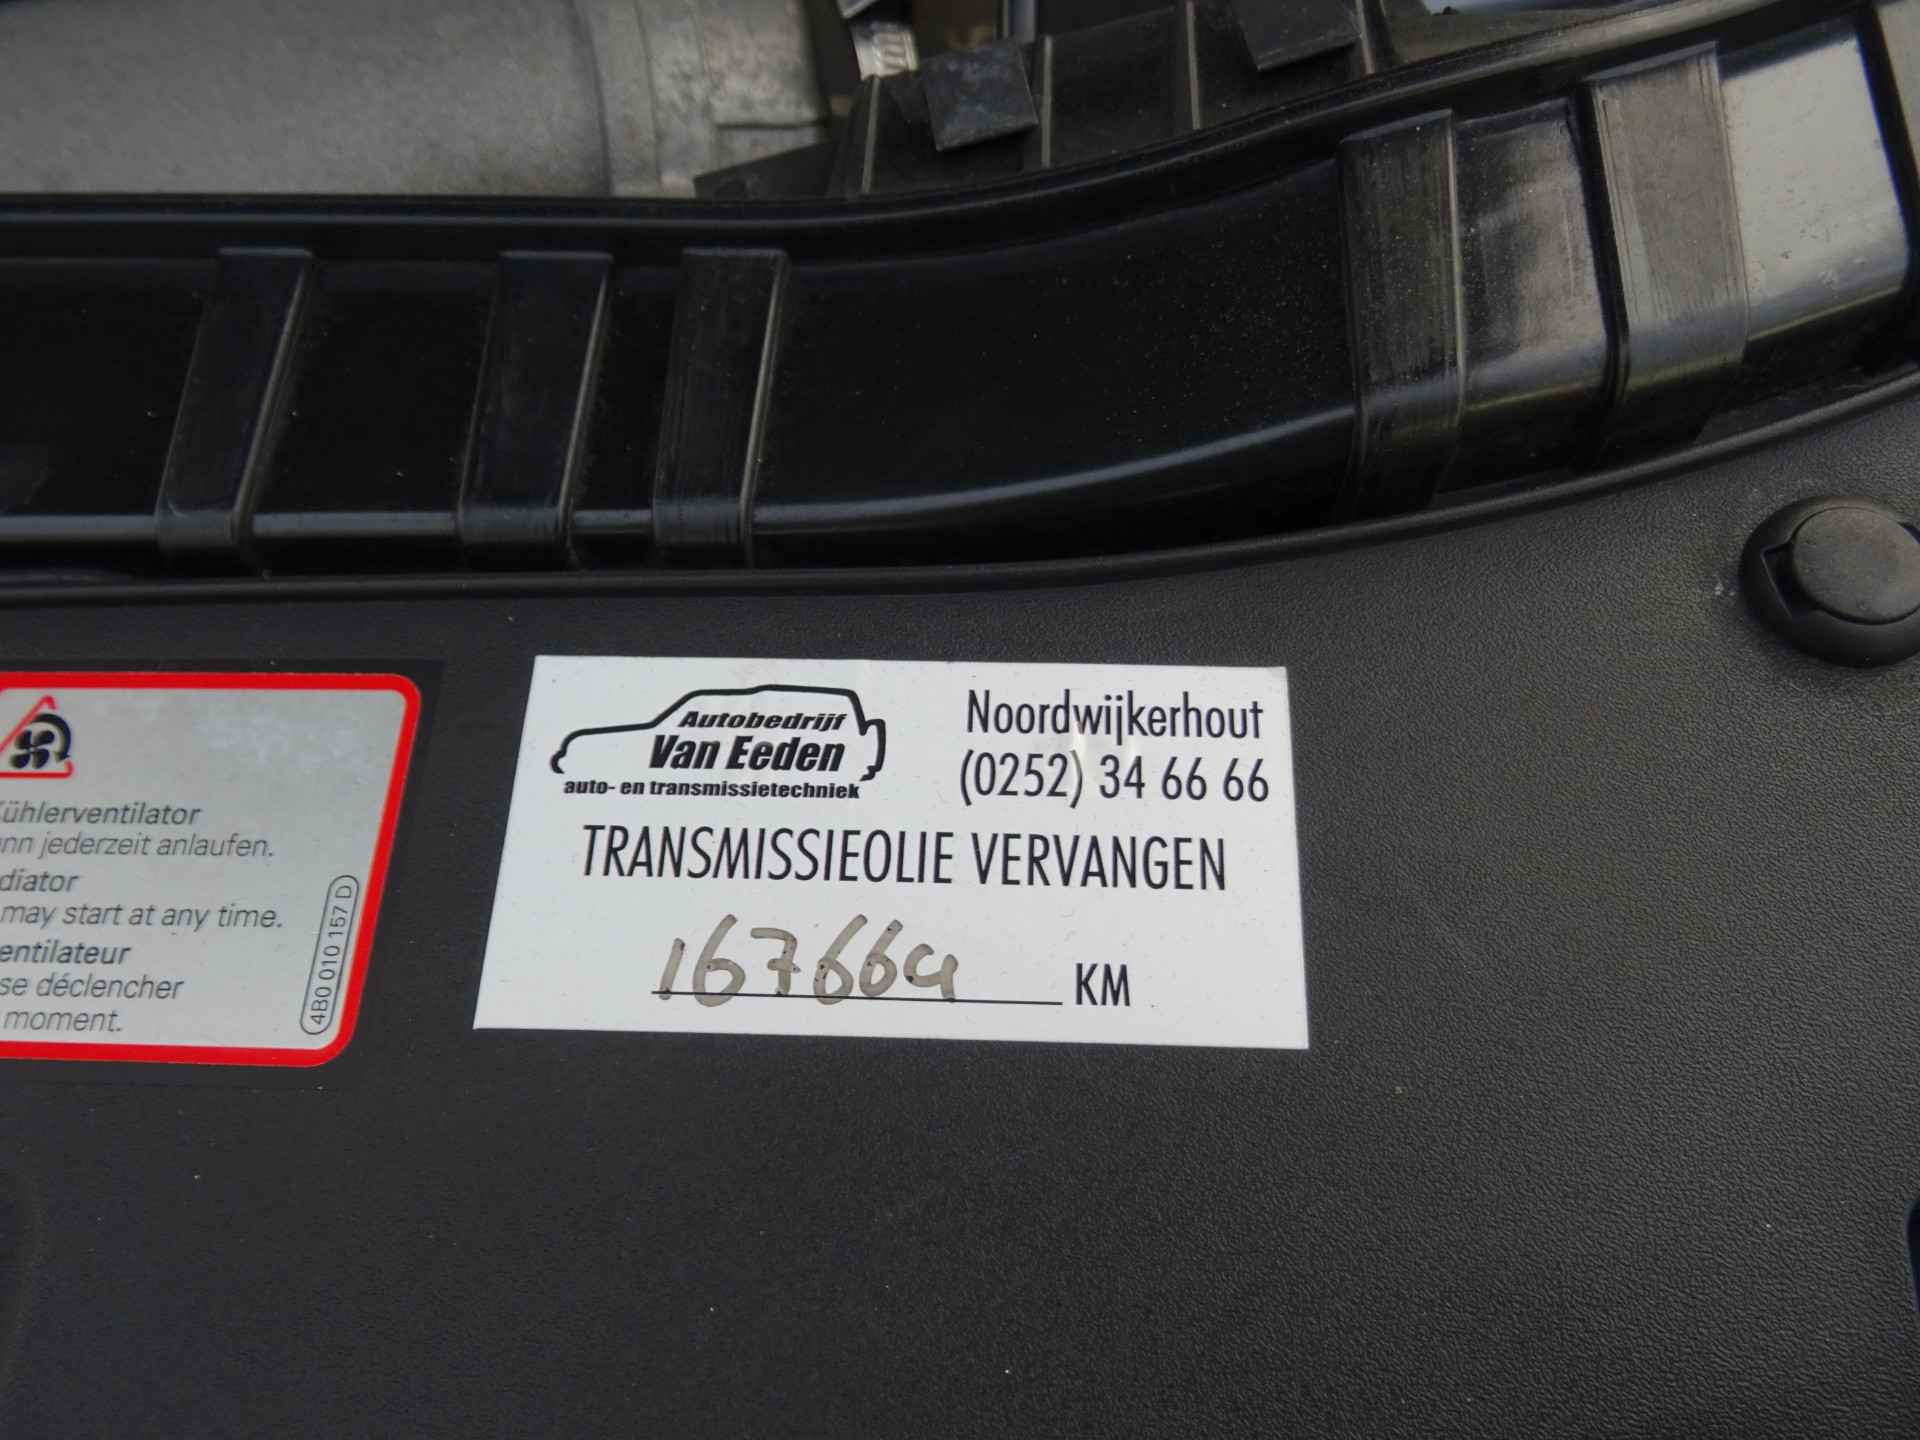 Kühlerventilator
kann jederzeit anlaufen.
diator
may start at any time.
entilateur
se déclencher
moment.
4B0 010 157 D
Autobedrijf
Van Eeden
auto- en transmissietechniek
Noordwijkerhout
(0252) 34 66 66
TRANSMISSIEOLIE VERVANGEN
167664 KM